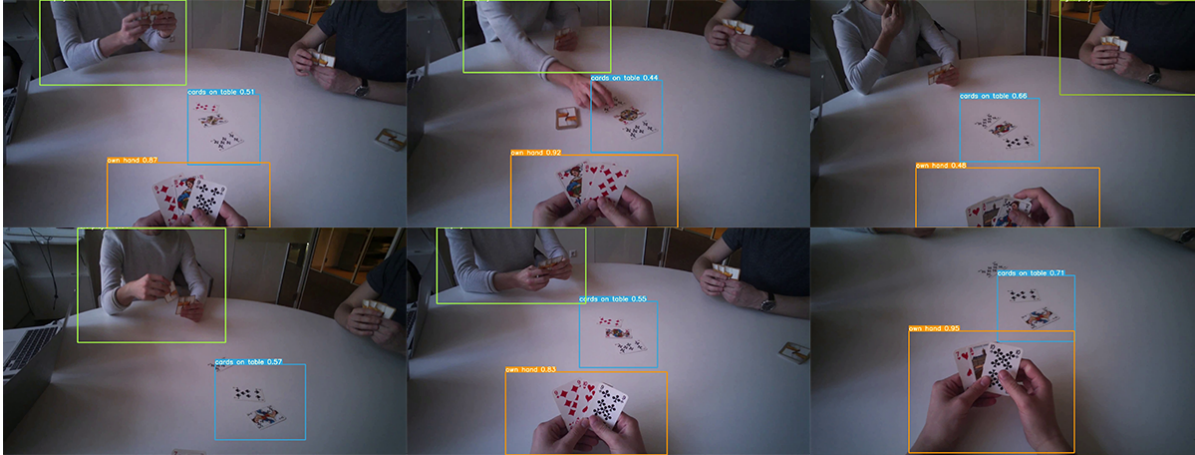 cards on table 0.51
own hand 0.87
cards on table 0.44
own hand 0.92
cards on table 0.66
own hand 0.48
cards on table 0.57
cards on table 0.55
own hand 0.83
cards on table 0.71
own hand 0.95